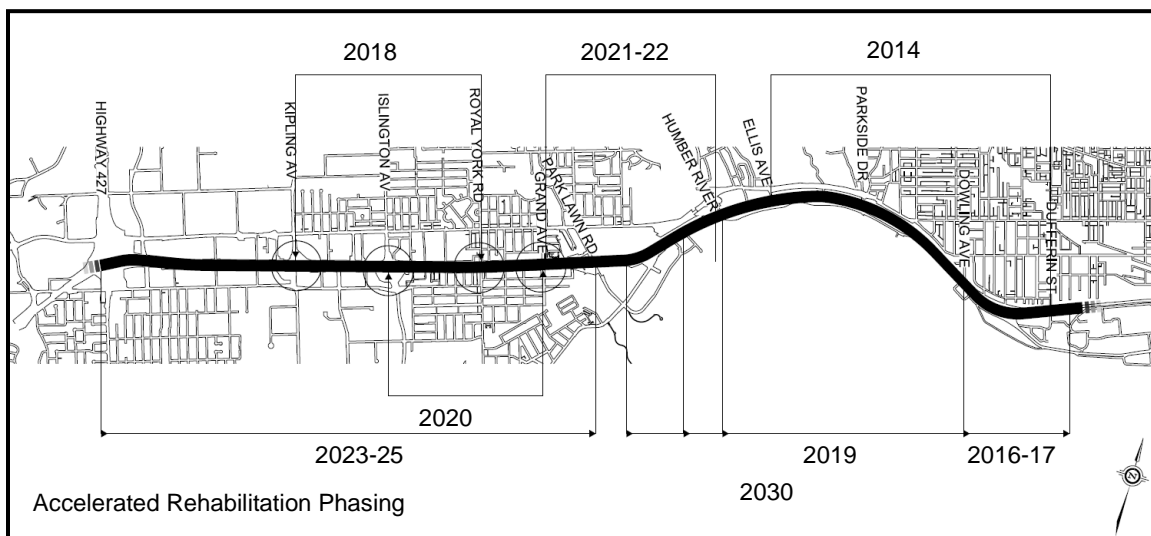 2018
2021-22
2014
HIGHWAY 427
KIPLING AV
ISLINGTON AV
ROYAL YORK RD
GRAND AVE
PARK LAWN RD
HUMBER RIVER
ELLIS AVE
PARKSIDE DR
DOWLING AVE
DUFFERIN ST
2020
2023-25
2019
2016-17
2030
Accelerated Rehabilitation Phasing
N